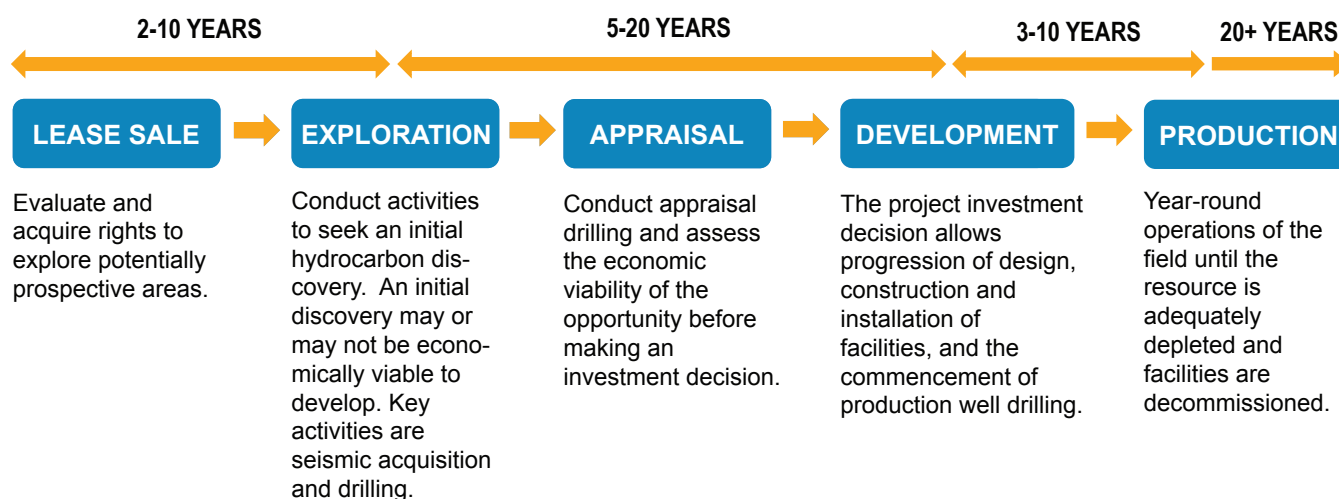 2-10 YEARS
5-20 YEARS
3-10 YEARS
20+ YEARS
LEASE SALE
EXPLORATION
APPRAISAL
DEVELOPMENT
PRODUCTION
Evaluate and
acquire rights to
explore potentially
prospective areas.
Conduct activities
to seek an initial
hydrocarbon dis-
covery.  An initial
discovery may or
may not be econo-
mically viable to
develop. Key
activities are
seismic acquisition
and drilling.
Conduct appraisal
drilling and assess
the economic
viability of the
opportunity before
making an
investment decision.
The project investment
decision allows
progression of design,
construction and
installation of
facilities, and the
commencement of
production well drilling.
Year-round
operations of the
field until the
resource is
adequately
depleted and
facilities are
decommissioned.